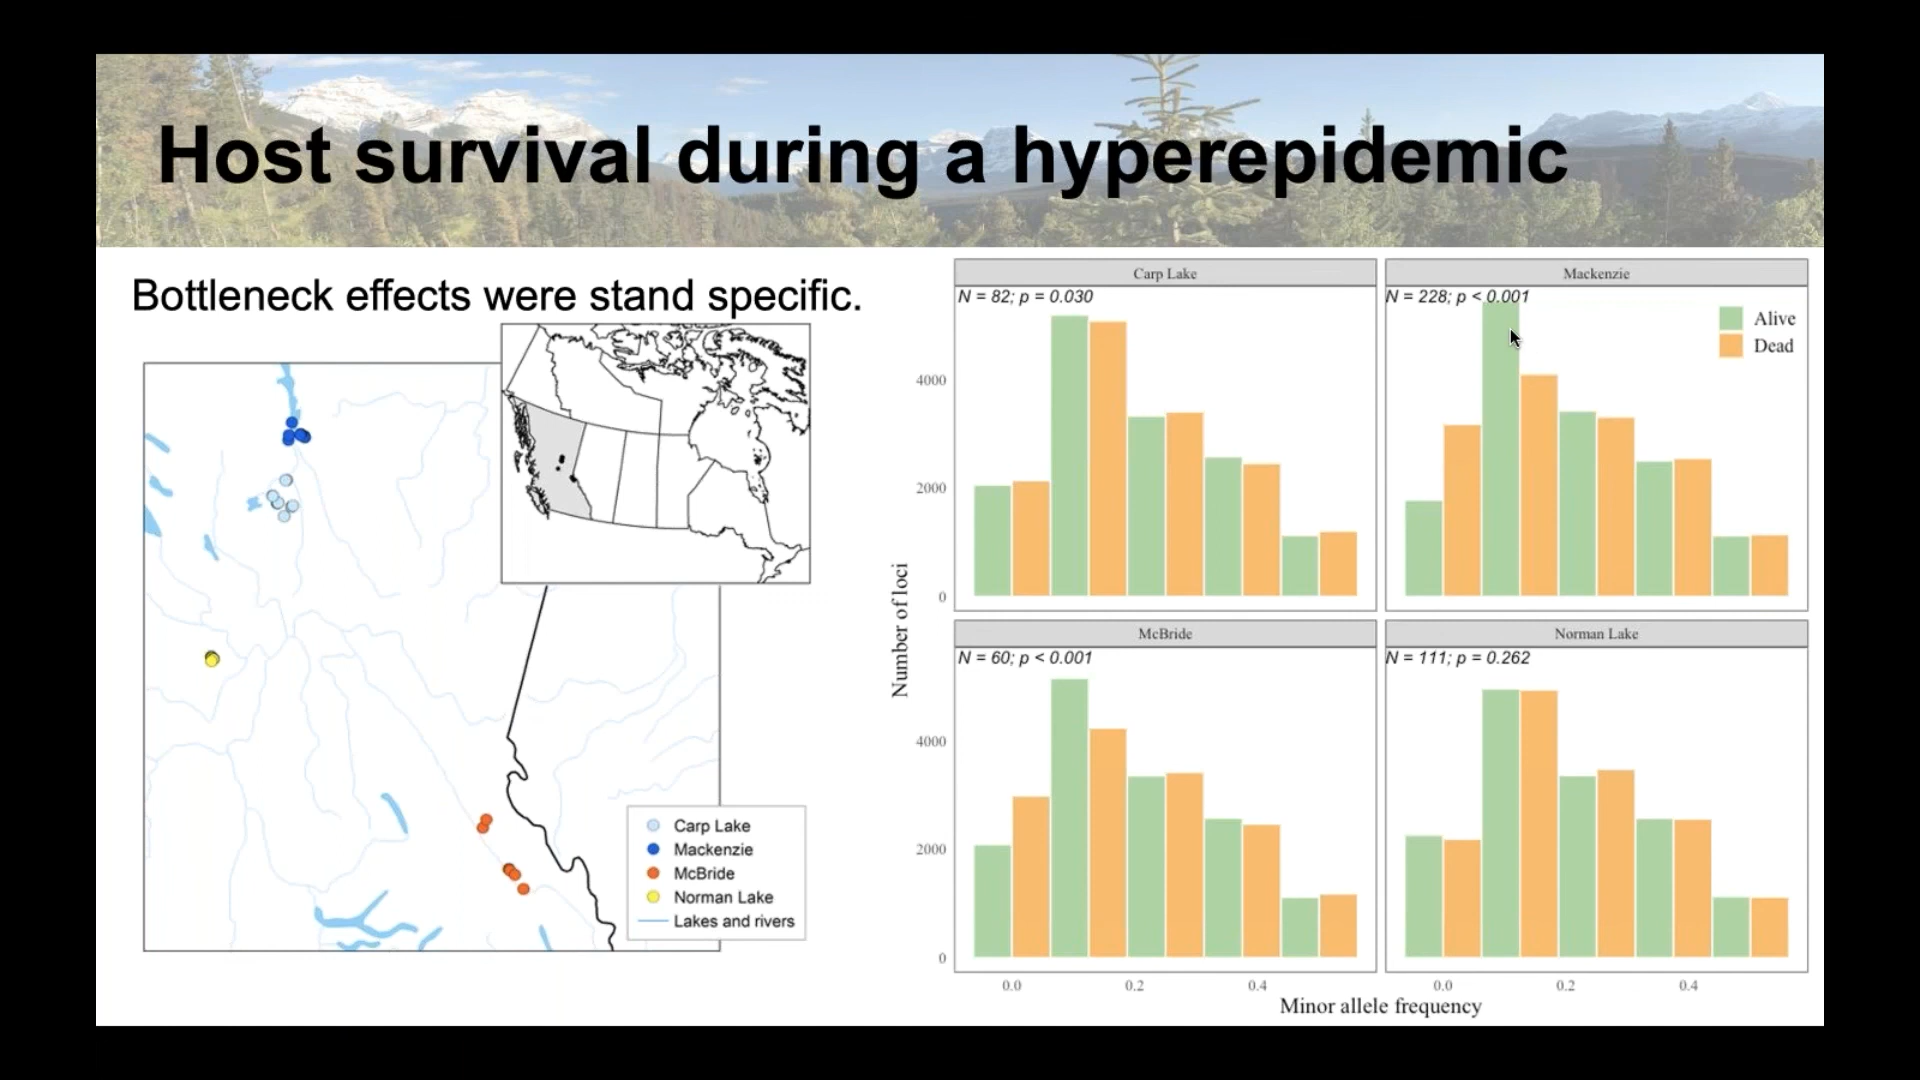 Host survival during a hyperepidemic
Bottleneck effects were stand specific.
Carp Lake
Mackenzie
McBride
Norman Lake
Lakes and rivers
Number of loci
Carp Lake
N = 82; p = 0.030
4000
2000
0
Mackenzie
N = 228; p < 0.001
Alive
Dead
McBride
N = 60; p < 0.001
4000
2000
0
0.0 0.2 0.4
Norman Lake
N = 111; p = 0.262
0.0 0.2 0.4
Minor allele frequency